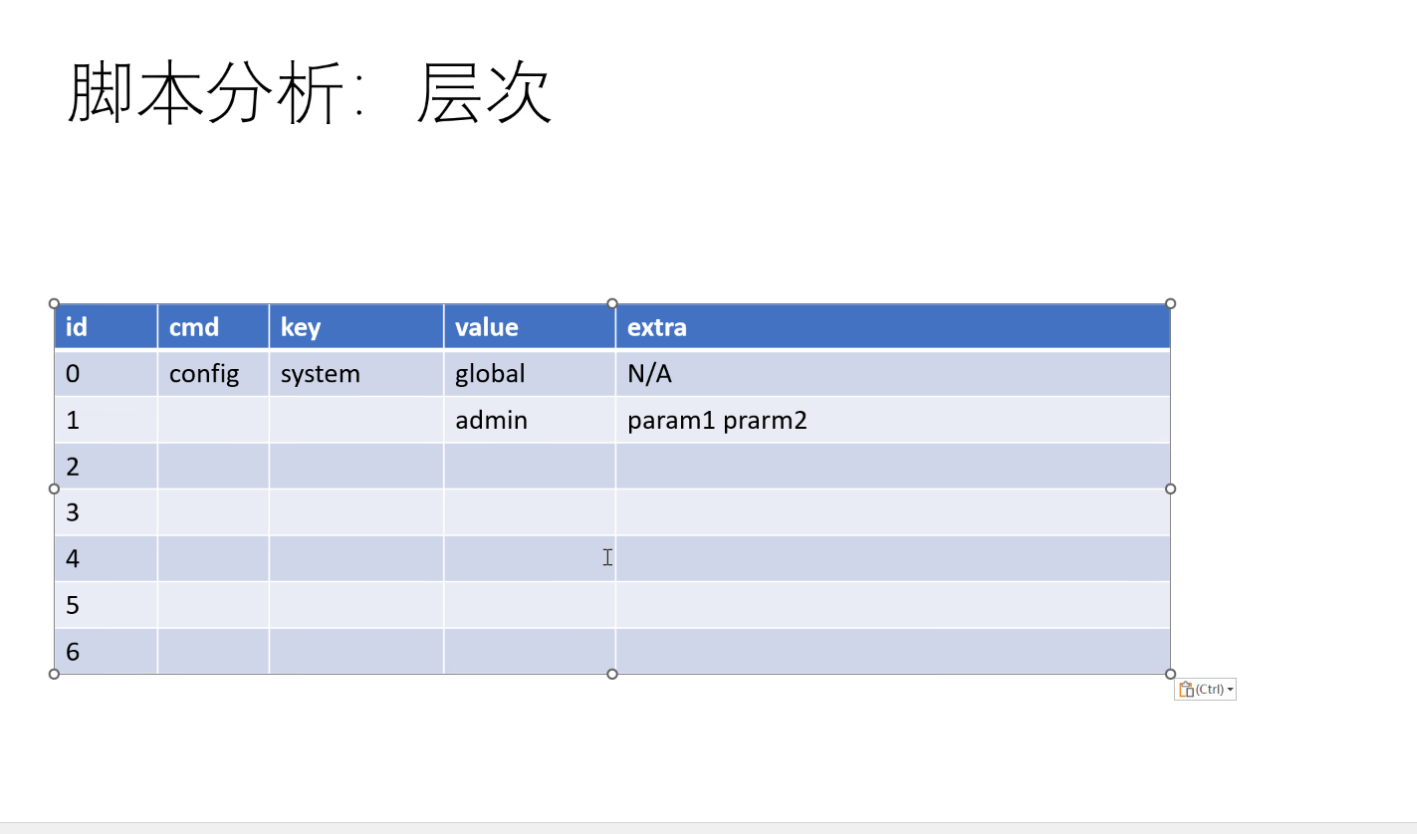 脚本分析：层次
id cmd key value extra
0 config system global N/A
1 admin param1 prarm2
2
3
4
5
6
(Ctrl)